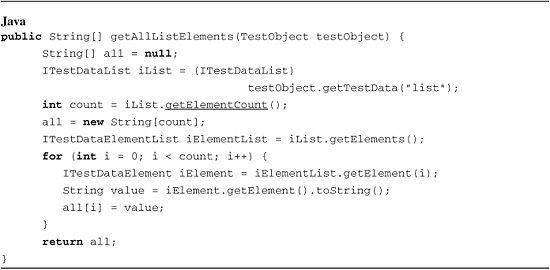 Java
public String[] getAllListElements(TestObject testObject) {
      String[] all = null;
      ITestDataList iList = (ITestDataList)
                                    testObject.getTestData("list");
      int count = iList.getElementCount();
      all = new String[count];
      ITestDataElementList iElementList = iList.getElements();
      for (int i = 0; i < count; i++) {
         ITestDataElement iElement = iElementList.getElement(i);
         String value = iElement.getElement().toString();
         all[i] = value;
      }
      return all;
}